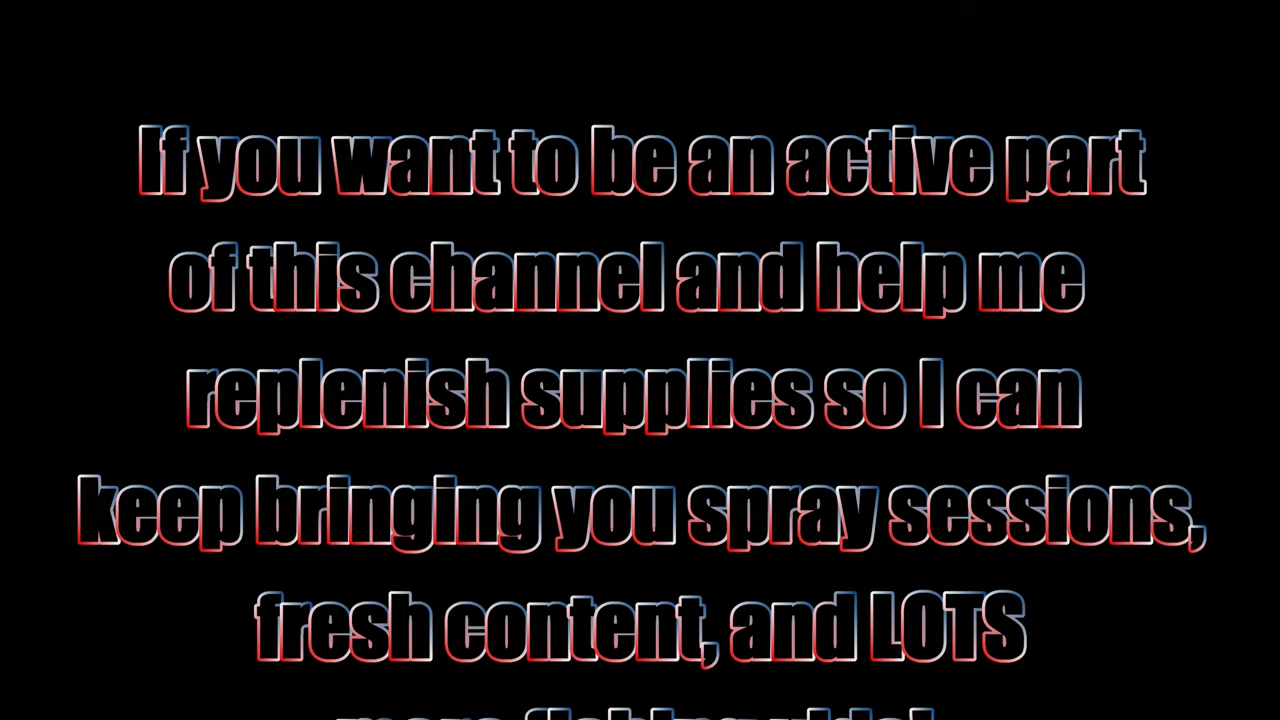 If you want to be an active part
of this channel and help me
replenish supplies so I can
keep bringing you spray sessions,
fresh content, and LOTS
more